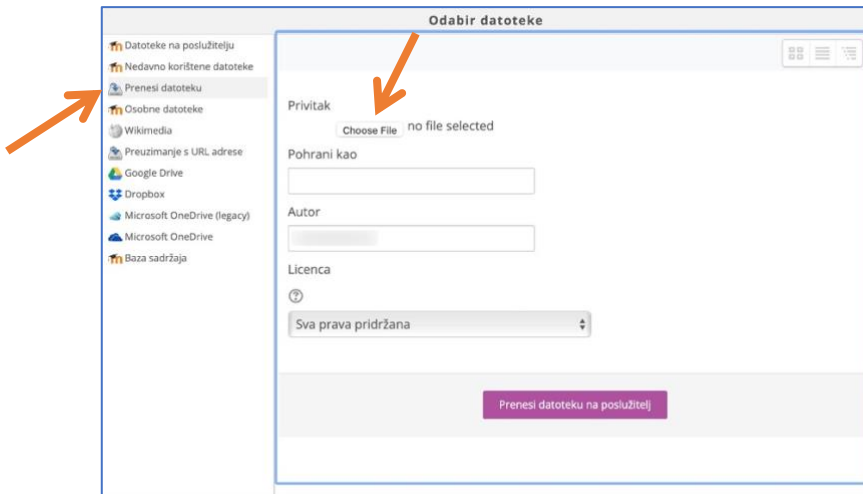 Odabir datoteke
Datoteke na poslužitelju
Nedavno korištene datoteke
Prenesi datoteku
Osobne datoteke
Wikimedia
Preuzimanje s URL adrese
Google Drive
Dropbox
Microsoft OneDrive (legacy)
Microsoft OneDrive
Baza sadržaja
Privitak
Choose File no file selected
Pohrani kao
Autor
Licenca
Sva prava pridržana
Prenesi datoteku na poslužitelj